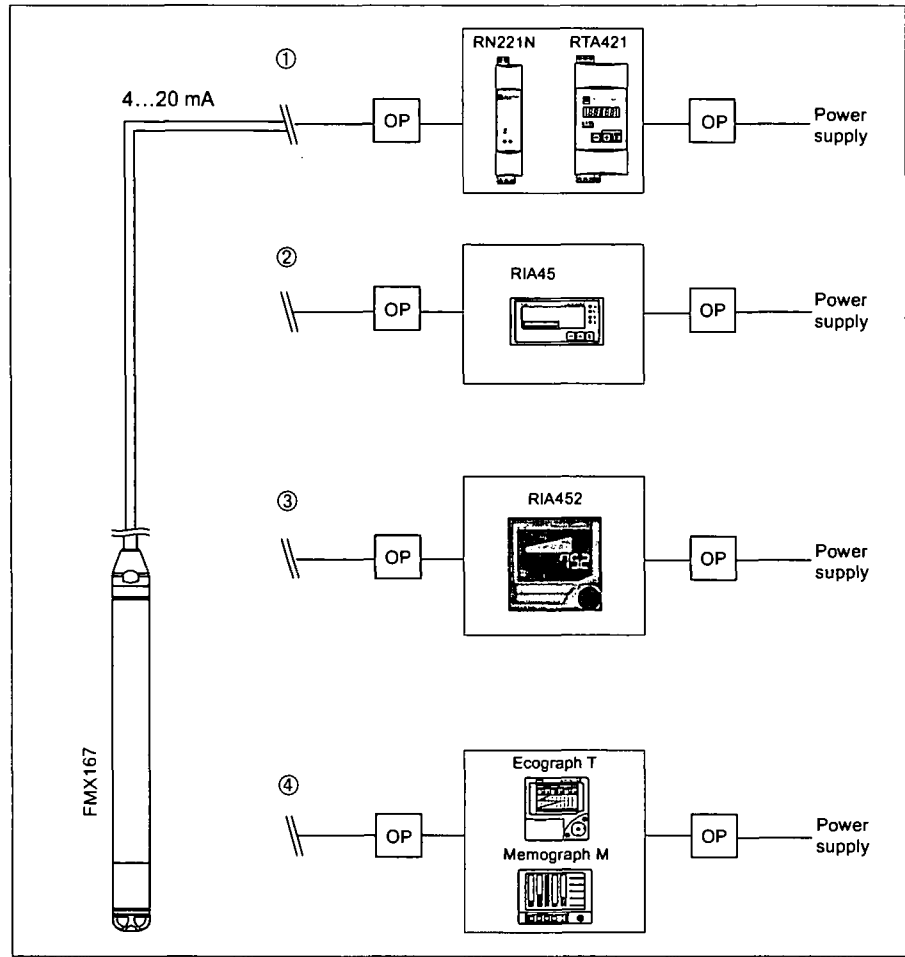 ①
RN221N RTA421
4...20 mA
OP
OP
Power
supply
②
RIA45
OP
OP
Power
supply
③
RIA452
OP
OP
Power
supply
FMX167
④
Ecograph T
OP
OP
Power
supply
Memograph M